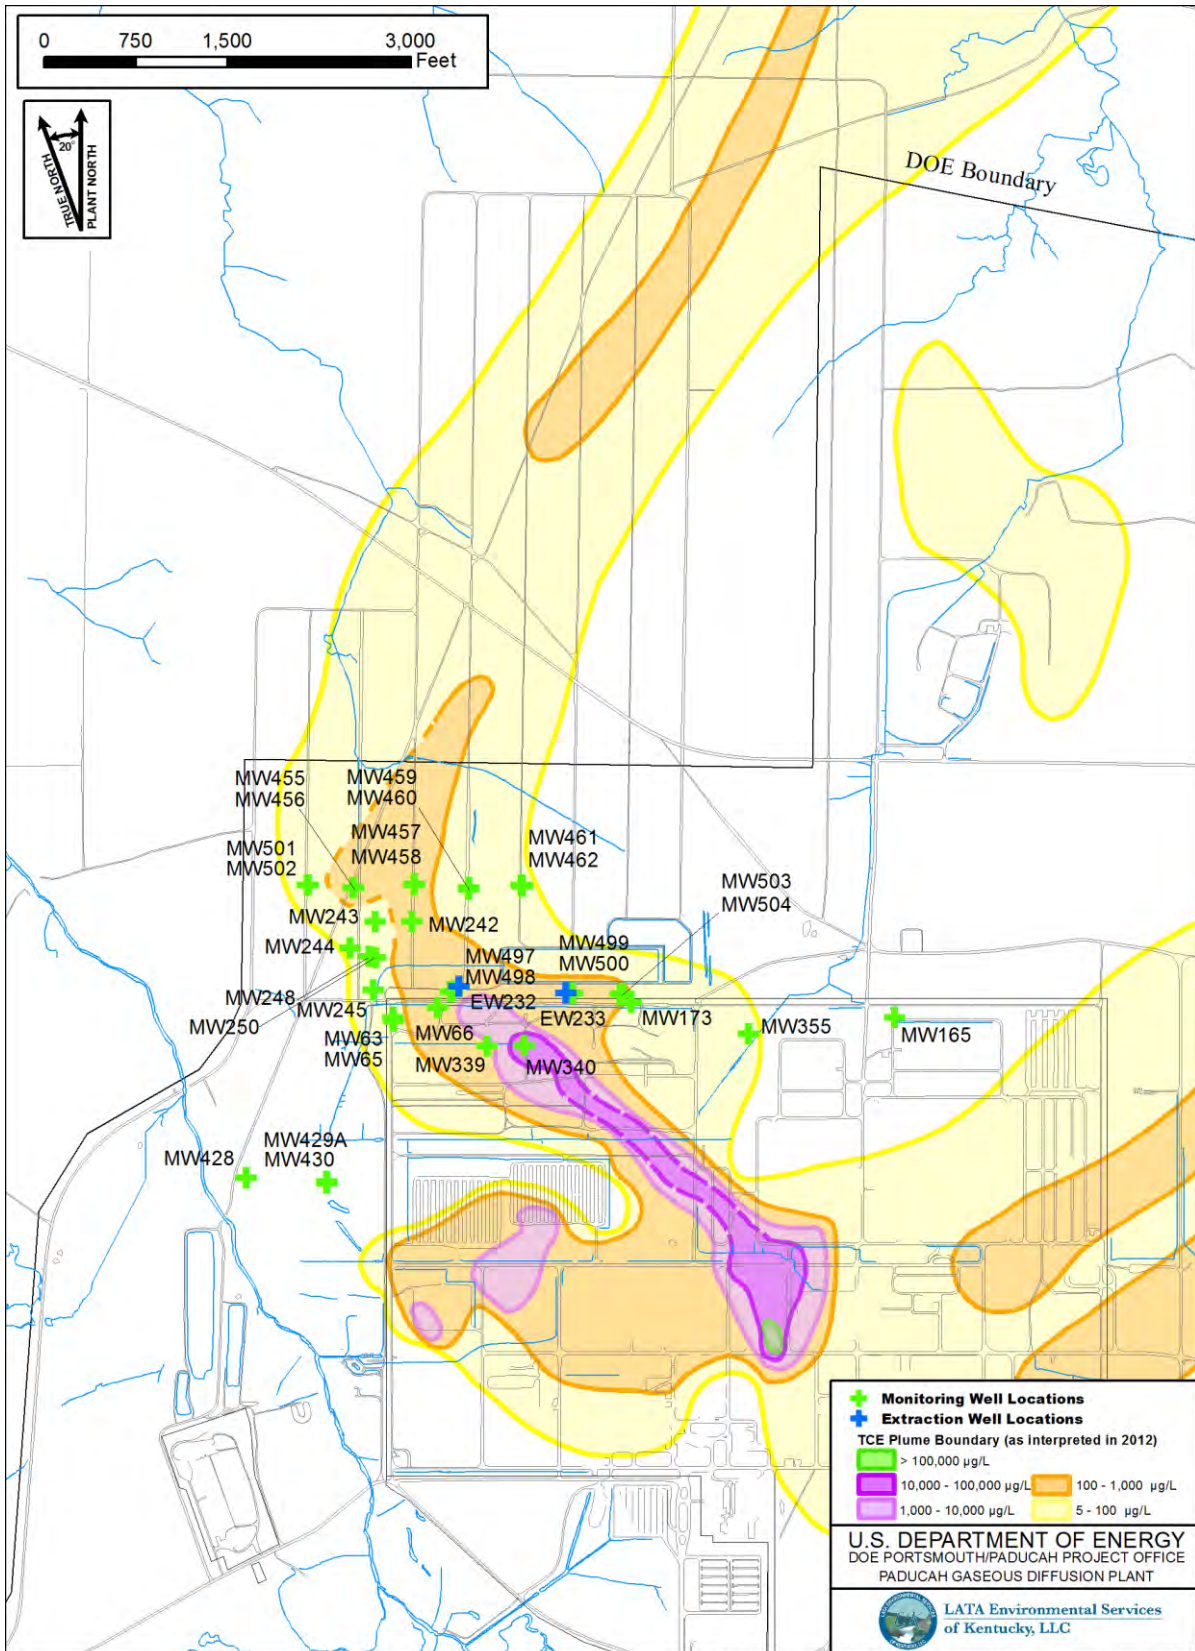 0 750 1,500 3,000
Feet
20°
TRUE NORTH
PLANT NORTH
DOE Boundary
MW455
MW456
MW459
MW460
MW457
MW458
MW461
MW462
MW501
MW502
MW503
MW504
MW243
MW242
MW244
MW497
MW498
MW499
MW500
MW248
MW245
EW232
EW233
MW173
MW250
MW63
MW65
MW66
MW355
MW165
MW339
MW340
MW429A
MW428
MW430
Monitoring Well Locations
Extraction Well Locations
TCE Plume Boundary (as interpreted in 2012)
> 100,000 µg/L
10,000 - 100,000 µg/L
100 - 1,000 µg/L
1,000 - 10,000 µg/L
5 - 100 µg/L
U.S. DEPARTMENT OF ENERGY
DOE PORTSMOUTH/PADUCAH PROJECT OFFICE
PADUCAH GASEOUS DIFFUSION PLANT
LATA Environmental Services
of Kentucky, LLC